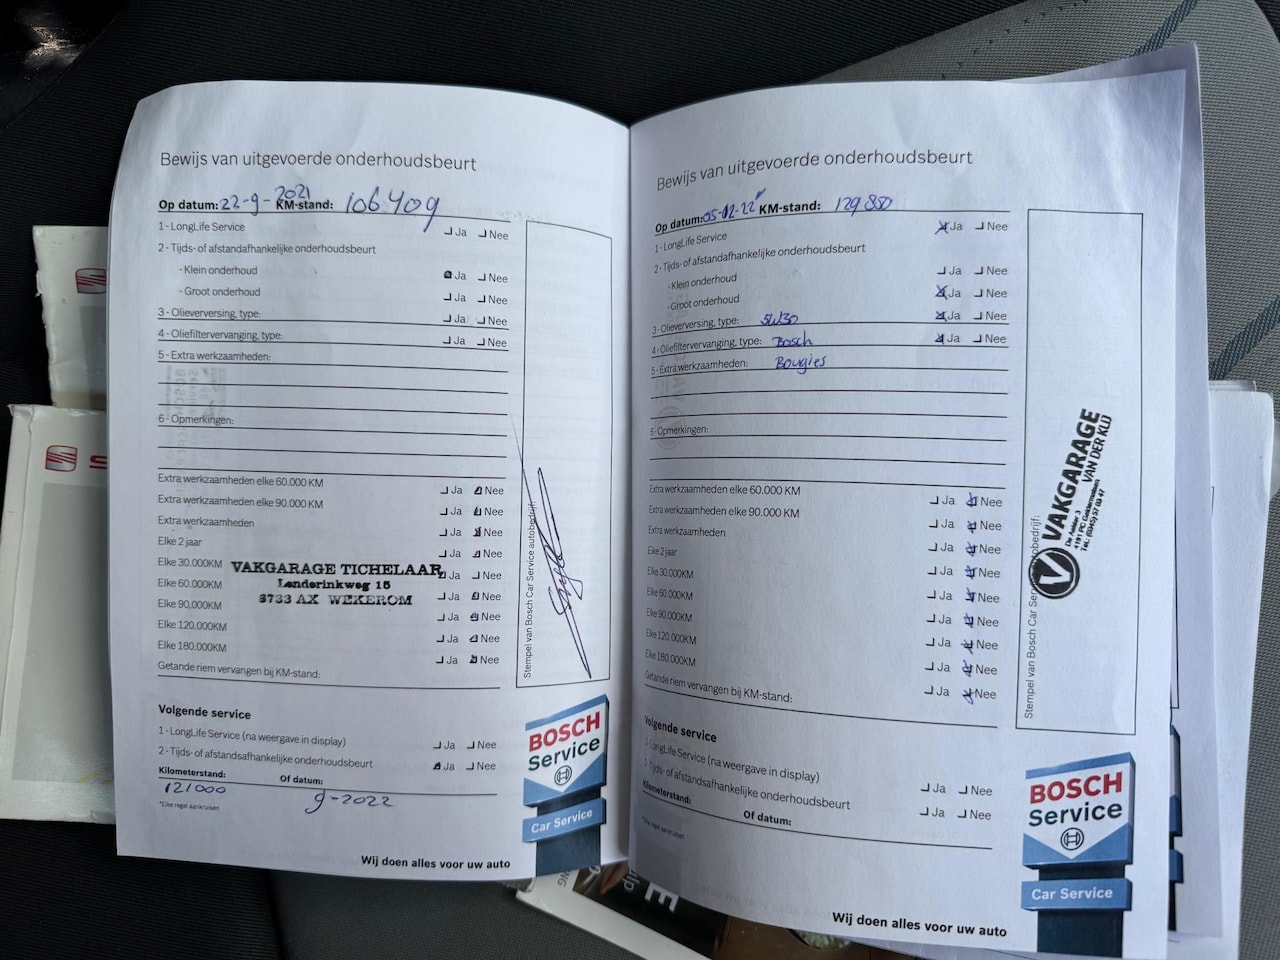 Bewijs van uitgevoerde onderhoudsbeurt
Op datum: 22-9-2021 KM-stand: 106409
1 - LongLife Service Ja Nee
2 - Tijds- of afstandafhankelijke onderhoudsbeurt
- Klein onderhoud Ja Nee
- Groot onderhoud Ja Nee
3 - Olieverversing, type: Ja Nee
4 - Oliefiltervervanging, type: Ja Nee
5 - Extra werkzaamheden:
6 - Opmerkingen:
Extra werkzaamheden elke 60.000 KM Ja Nee
Extra werkzaamheden elke 90.000 KM Ja Nee
Extra werkzaamheden Ja Nee
Elke 2 jaar Ja Nee
Elke 30.000KM Ja Nee
Elke 60.000KM Ja Nee
Elke 90.000KM Ja Nee
Elke 120.000KM Ja Nee
Elke 180.000KM Ja Nee
Getande riem vervangen bij KM-stand:
VAKGARAGE TICHELAAR
Lenderinkweg 15
6733 AX WEKEROM
Stempel van Bosch Car Service autobedrijf:
Volgende service
1 - LongLife Service (na weergave in display) Ja Nee
2 - Tijds- of afstandsafhankelijke onderhoudsbeurt Ja Nee
Kilometerstand: Of datum:
121000 9-2022
*Elke regel aankruisen
BOSCH
Service
Car Service
Wij doen alles voor uw auto
Bewijs van uitgevoerde onderhoudsbeurt
Op datum: 05-12-22 KM-stand: 129850
1 - LongLife Service Ja Nee
2 - Tijds- of afstandafhankelijke onderhoudsbeurt
- Klein onderhoud Ja Nee
- Groot onderhoud Ja Nee
3 - Olieverversing, type: 5W30 Ja Nee
4 - Oliefiltervervanging, type: Bosch Ja Nee
5 - Extra werkzaamheden: Bougies
6 - Opmerkingen:
Extra werkzaamheden elke 60.000 KM Ja Nee
Extra werkzaamheden elke 90.000 KM Ja Nee
Extra werkzaamheden Ja Nee
Elke 2 jaar Ja Nee
Elke 30.000KM Ja Nee
Elke 60.000KM Ja Nee
Elke 90.000KM Ja Nee
Elke 120.000KM Ja Nee
Elke 180.000KM Ja Nee
Getande riem vervangen bij KM-stand:
Stempel van Bosch Car Service autobedrijf:
VAKGARAGE
VAN DER KLIJ
4191 PC Geldermalsen
Volgende service
1 - LongLife Service (na weergave in display) Ja Nee
2 - Tijds- of afstandsafhankelijke onderhoudsbeurt Ja Nee
Kilometerstand: Of datum:
BOSCH
Service
Car Service
Wij doen alles voor uw auto